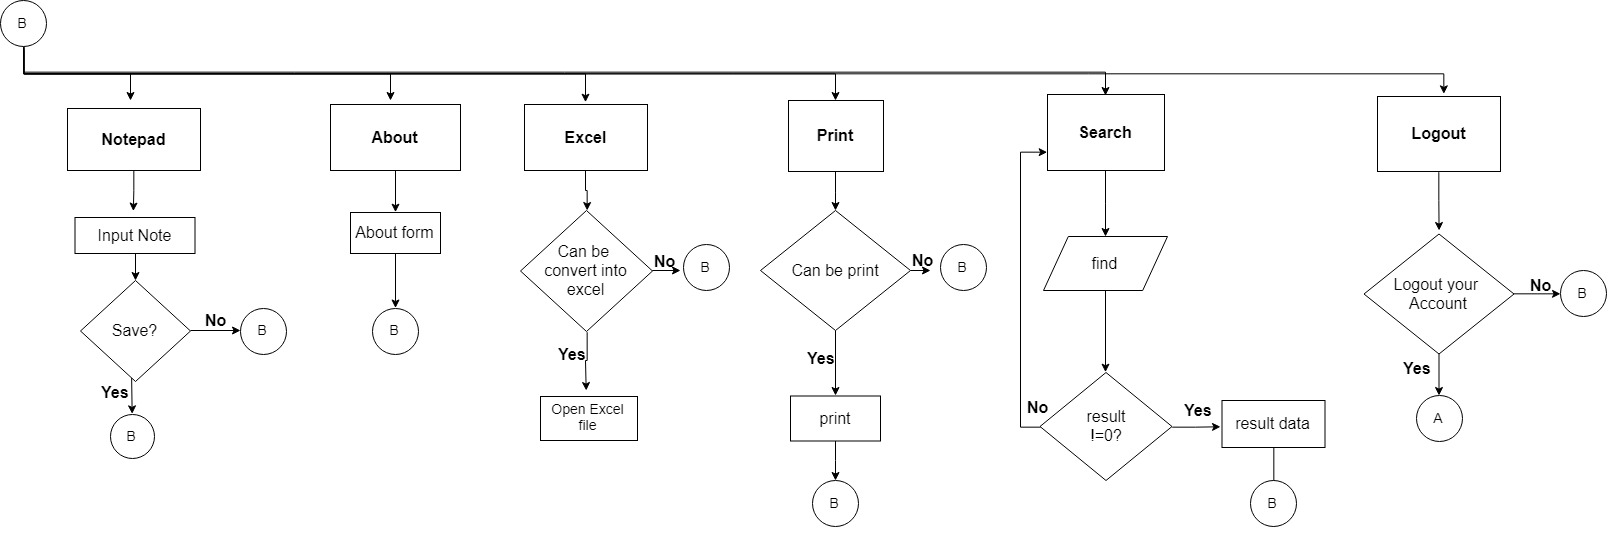 B
Notepad
About
Excel
Print
Search
Logout
Input Note
About form
Can be
convert into
excel
No
B
Can be print
No
B
find
Logout your
Account
No
B
Save?
No
B
B
Yes
Yes
Yes
Yes
B
Open Excel
file
print
No
result
!=0?
Yes
result data
A
B
B